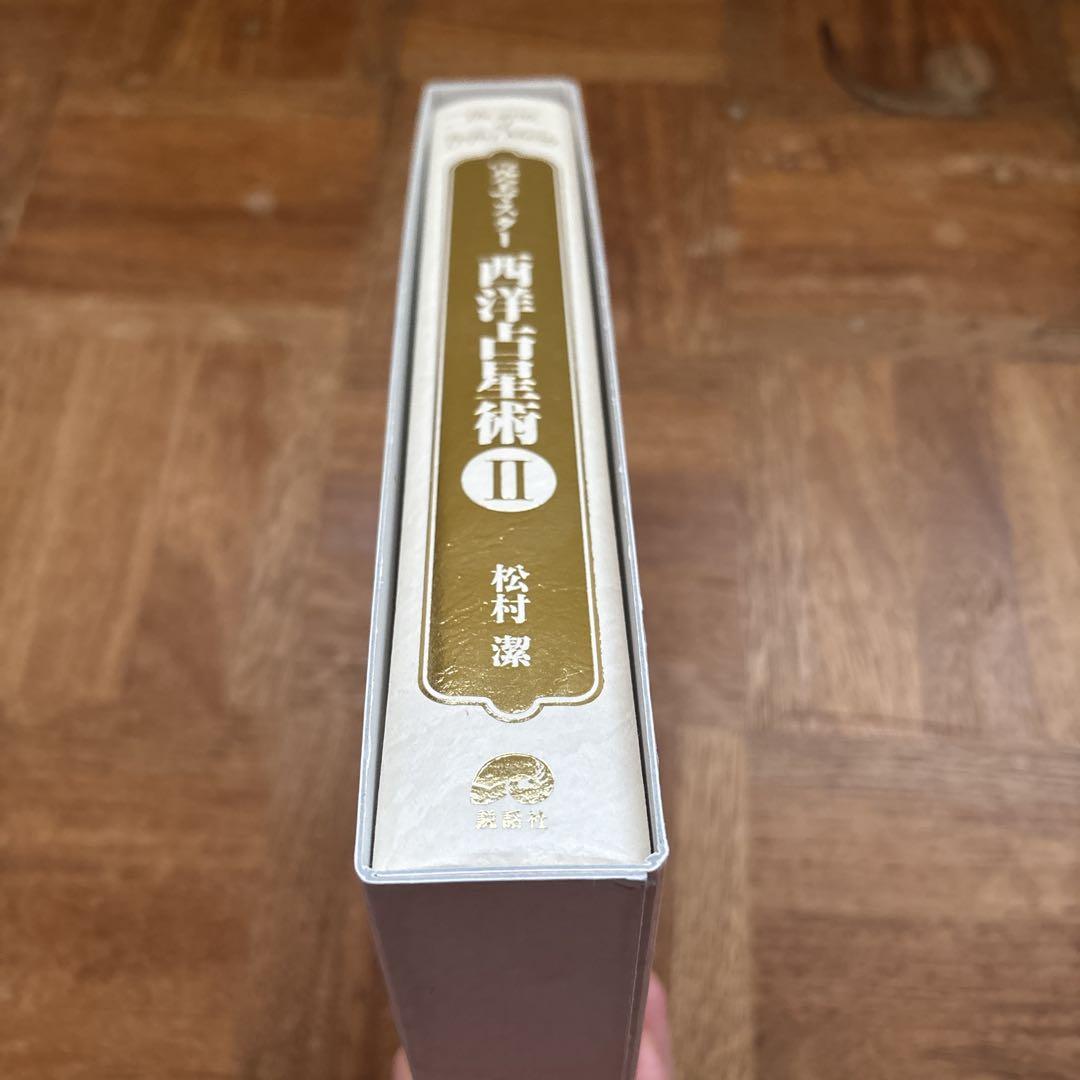 完全マスター
西洋占星術
II
松村 潔
説話社